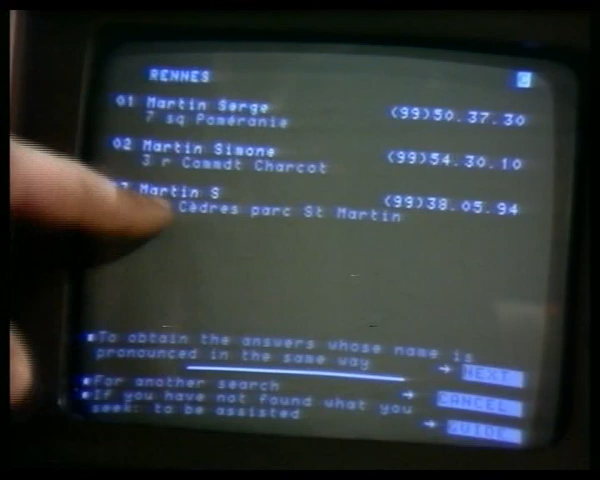 RENNES
01 Martin Serge (99)50.37.30
7 sq Poméranie
02 Martin Simone (99)54.30.10
3 r Commdt Charcot
Martin S (99)38.05.94
Cèdres parc St Martin
To obtain the answers whose name is
pronounced in the same way → NEXT
For another search → CANCEL
If you have not found what you
seek: to be assisted → GUIDE